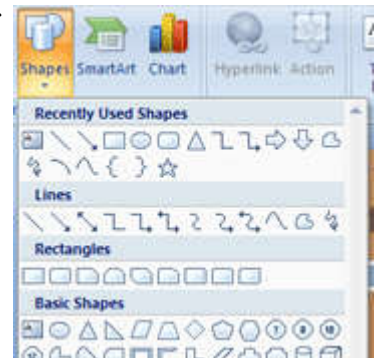 Shapes SmartArt Chart Hyperlink Action
Recently Used Shapes
Lines
Rectangles
Basic Shapes